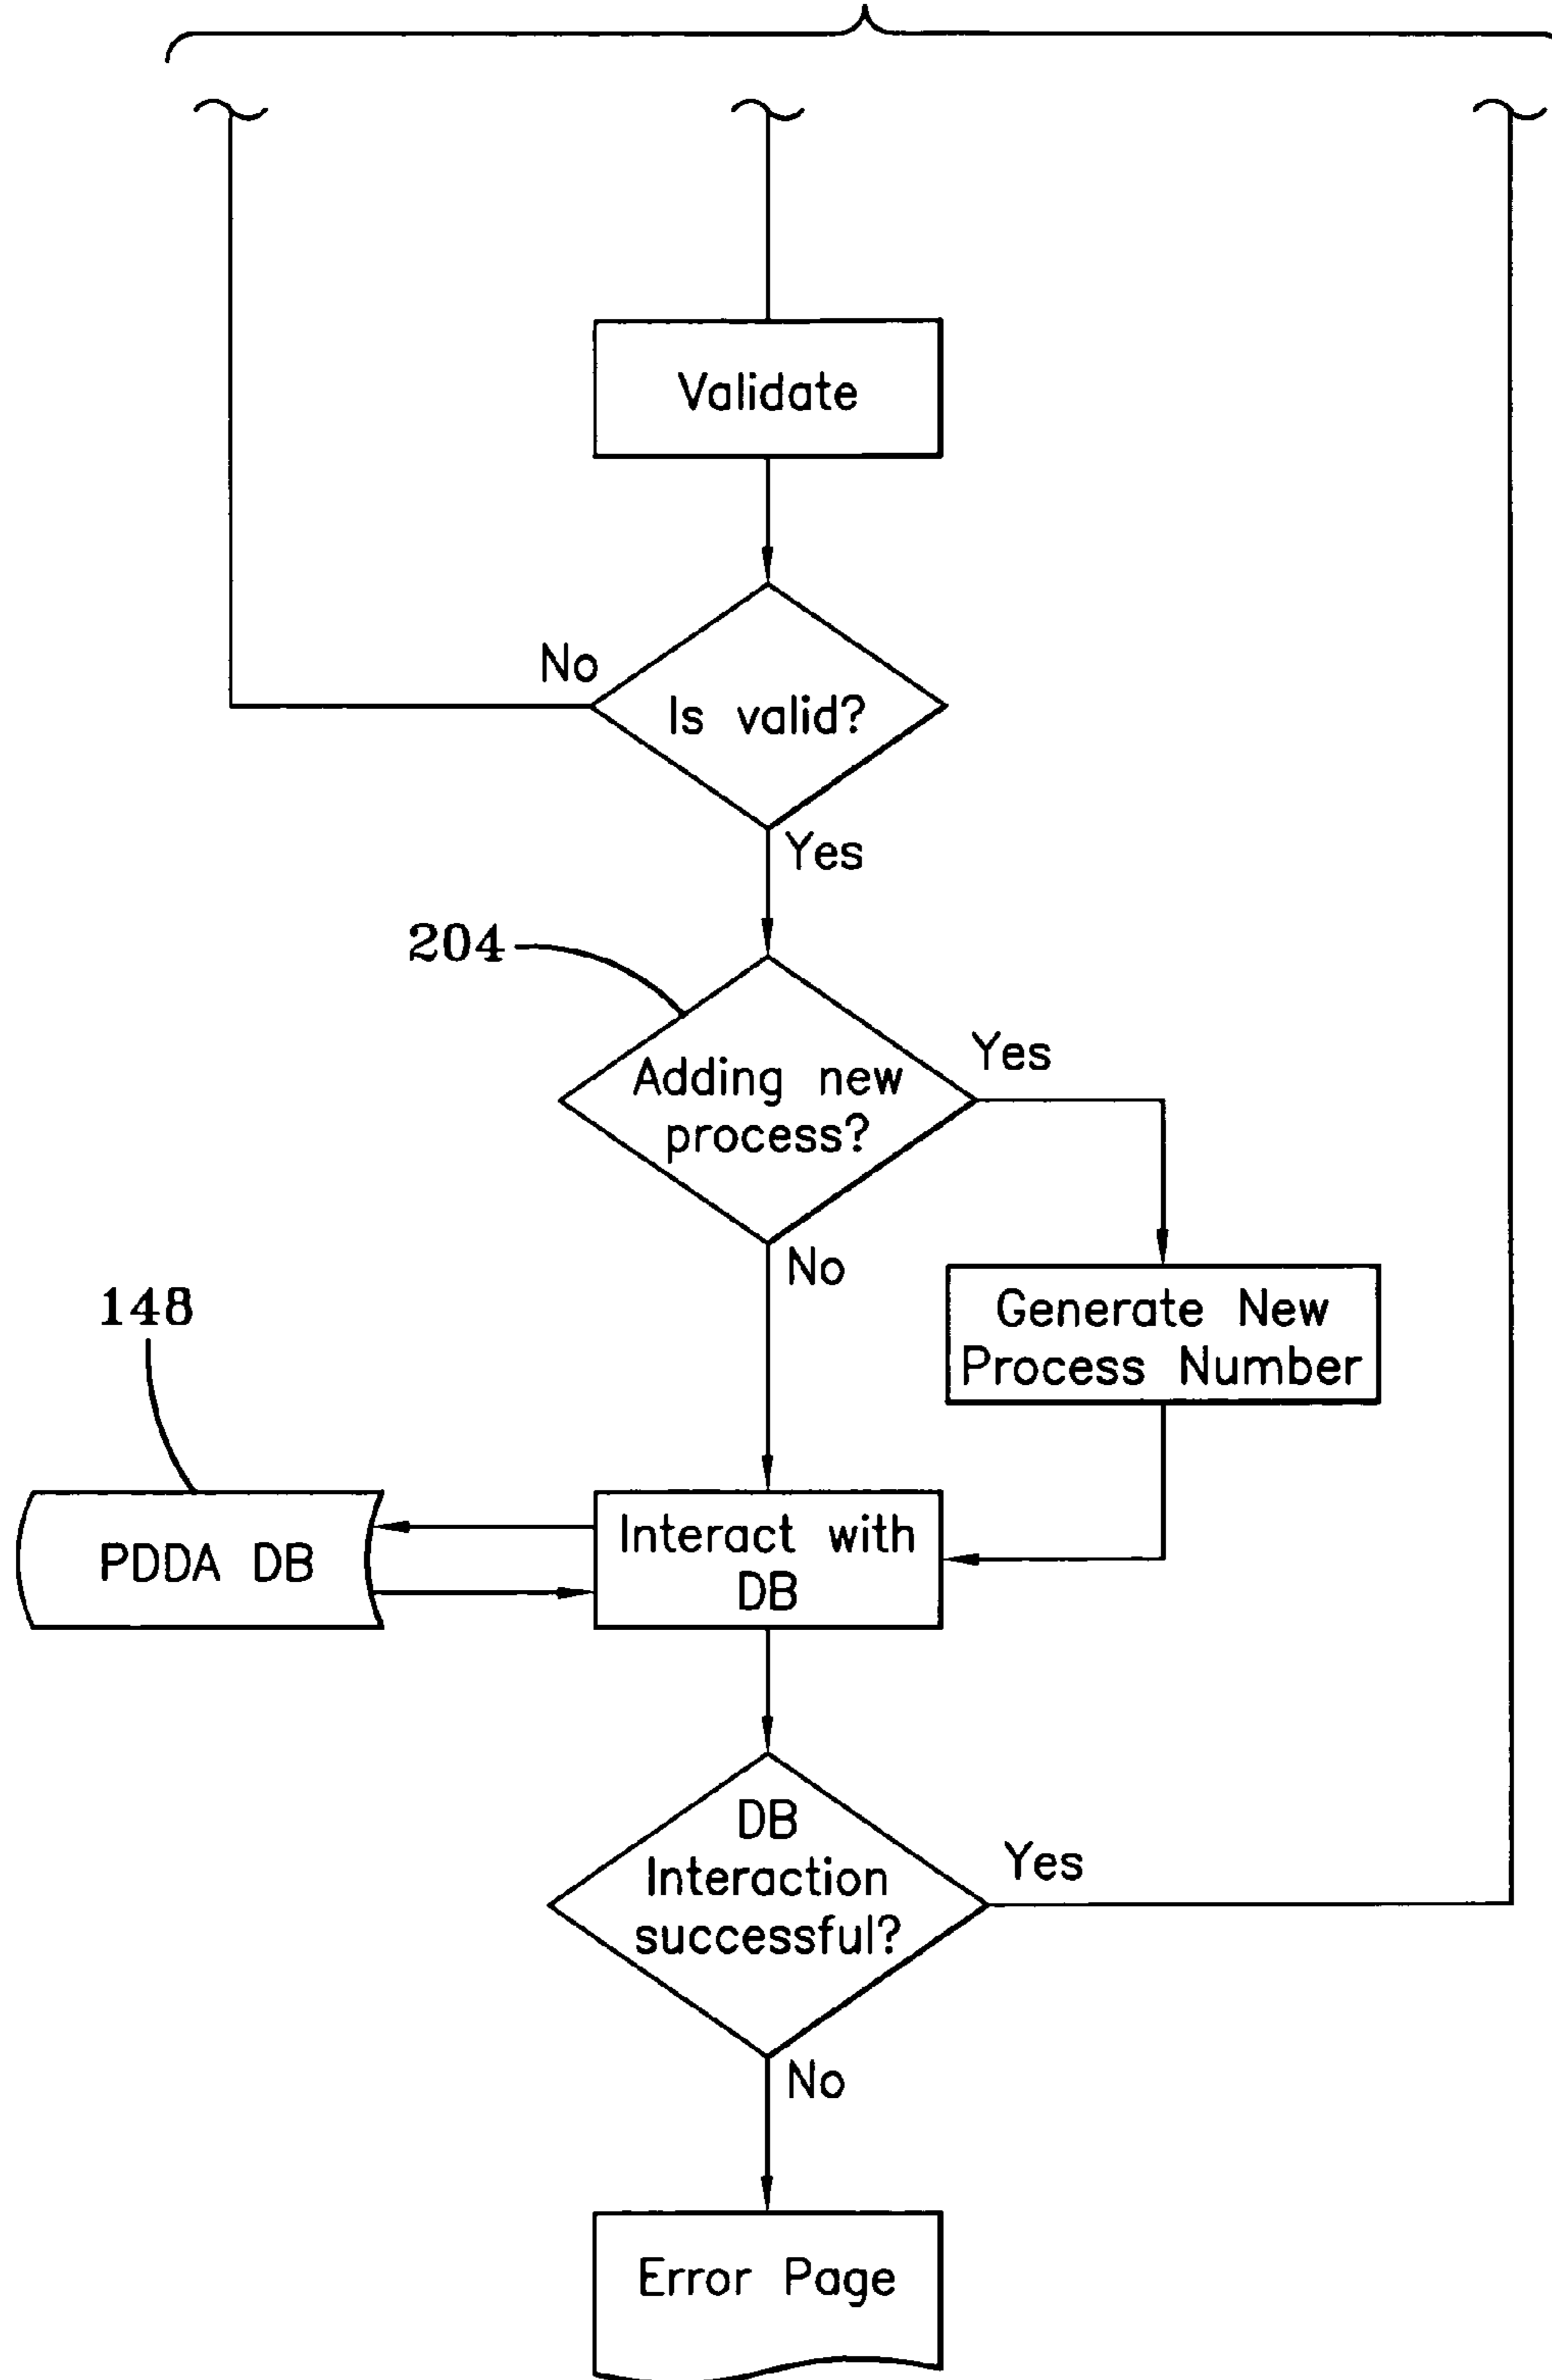 Validate
No
Is valid?
Yes
204
Adding new
process?
Yes
No
Generate New
Process Number
148
PDDA DB
Interact with
DB
DB
Interaction
successful?
Yes
No
Error Page